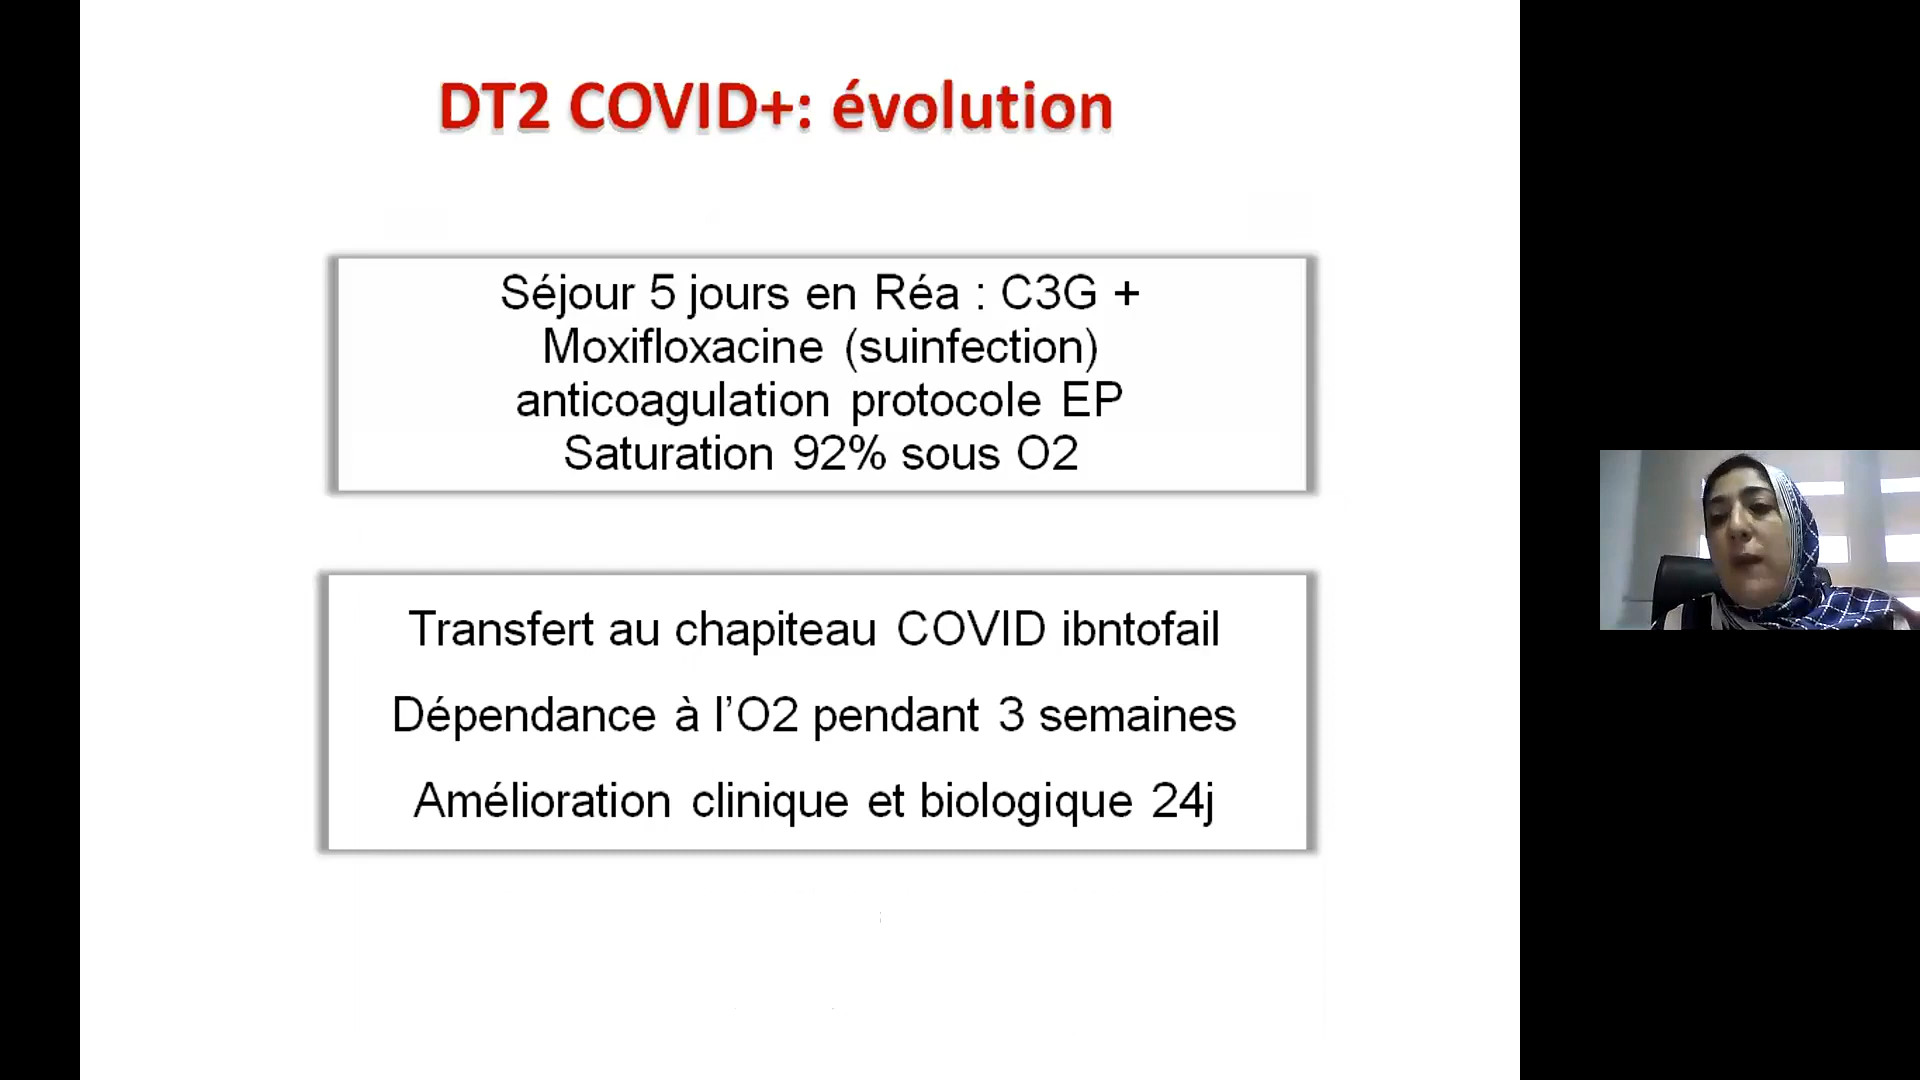 DT2 COVID+: évolution
Séjour 5 jours en Réa : C3G +
Moxifloxacine (suinfection)
anticoagulation protocole EP
Saturation 92% sous O2
Transfert au chapiteau COVID ibntofail
Dépendance à l’O2 pendant 3 semaines
Amélioration clinique et biologique 24j